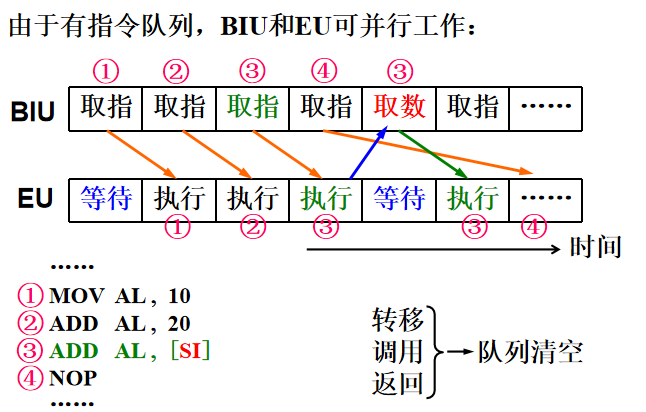 由于有指令队列，BIU和EU可并行工作：
① ② ③ ④ ③
BIU 取指 取指 取指 取指 取数 取指 ……
EU 等待 执行 执行 执行 等待 执行 ……
① ② ③ ③ ④
时间
……
① MOV AL, 10
② ADD AL, 20
③ ADD AL, [SI]
④ NOP
……
转移
调用
返回
队列清空